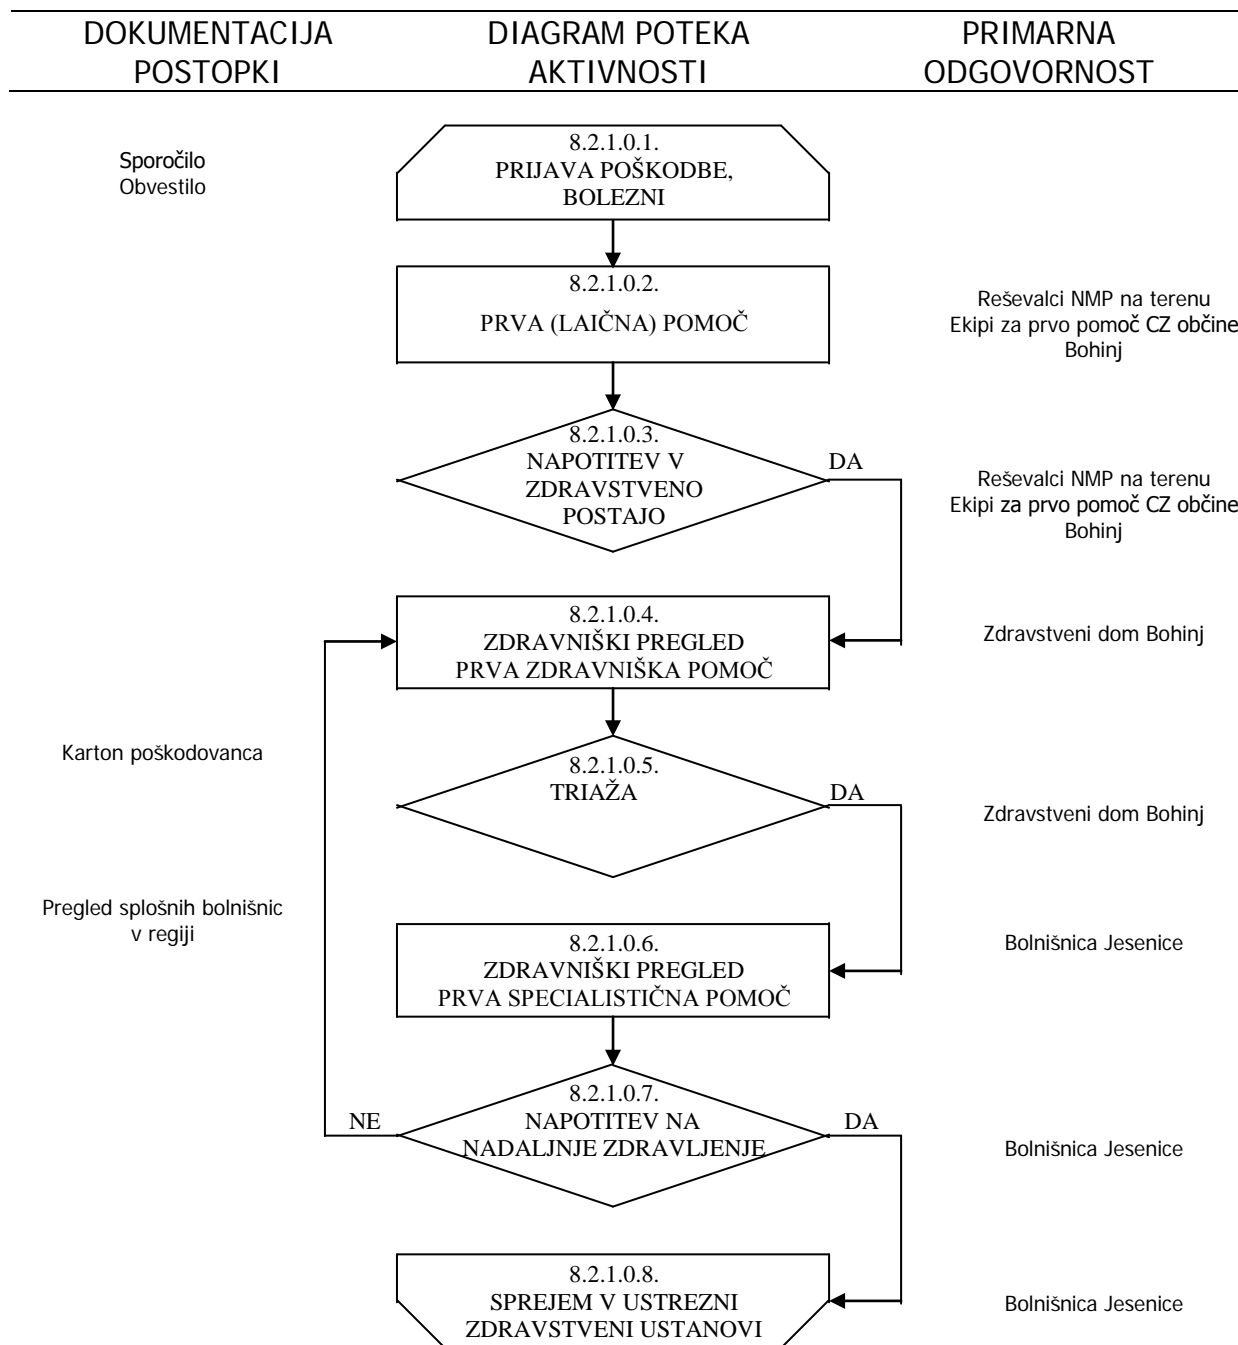 DOKUMENTACIJA
POSTOPKI
DIAGRAM POTEKA
AKTIVNOSTI
PRIMARNA
ODGOVORNOST
Sporočilo
Obvestilo
8.2.1.0.1.
PRIJAVA POŠKODBE,
BOLEZNI
8.2.1.0.2.
PRVA (LAIČNA) POMOČ
Reševalci NMP na terenu
Ekipi za prvo pomoč CZ občine
Bohinj
8.2.1.0.3.
NAPOTITEV V
ZDRAVSTVENO
POSTAJO
DA
Reševalci NMP na terenu
Ekipi za prvo pomoč CZ občine
Bohinj
8.2.1.0.4.
ZDRAVNIŠKI PREGLED
PRVA ZDRAVNIŠKA POMOČ
Zdravstveni dom Bohinj
Karton poškodovanca
8.2.1.0.5.
TRIAŽA
DA
Zdravstveni dom Bohinj
Pregled splošnih bolnišnic
v regiji
8.2.1.0.6.
ZDRAVNIŠKI PREGLED
PRVA SPECIALISTIČNA POMOČ
Bolnišnica Jesenice
8.2.1.0.7.
NAPOTITEV NA
NADALJNJE ZDRAVLJENJE
NE
DA
Bolnišnica Jesenice
8.2.1.0.8.
SPREJEM V USTREZNI
ZDRAVSTVENI USTANOVI
Bolnišnica Jesenice